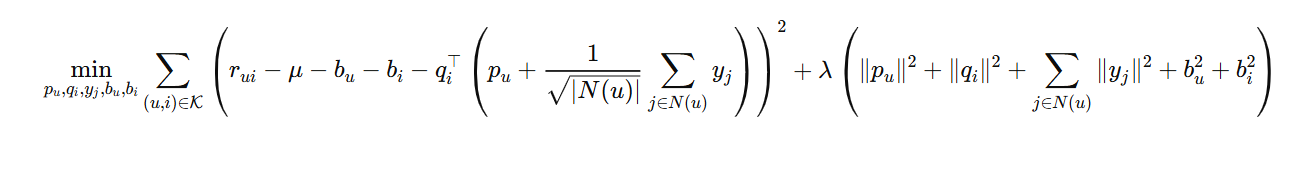 \min_{p_u,q_i,y_j,b_u,b_i} \sum_{(u,i)\in\mathcal{K}} \left( r_{ui} - \mu - b_u - b_i - q_i^\top \left( p_u + \frac{1}{\sqrt{|N(u)|}} \sum_{j\in N(u)} y_j \right) \right)^2 + \lambda \left( \|p_u\|^2 + \|q_i\|^2 + \sum_{j\in N(u)} \|y_j\|^2 + b_u^2 + b_i^2 \right)